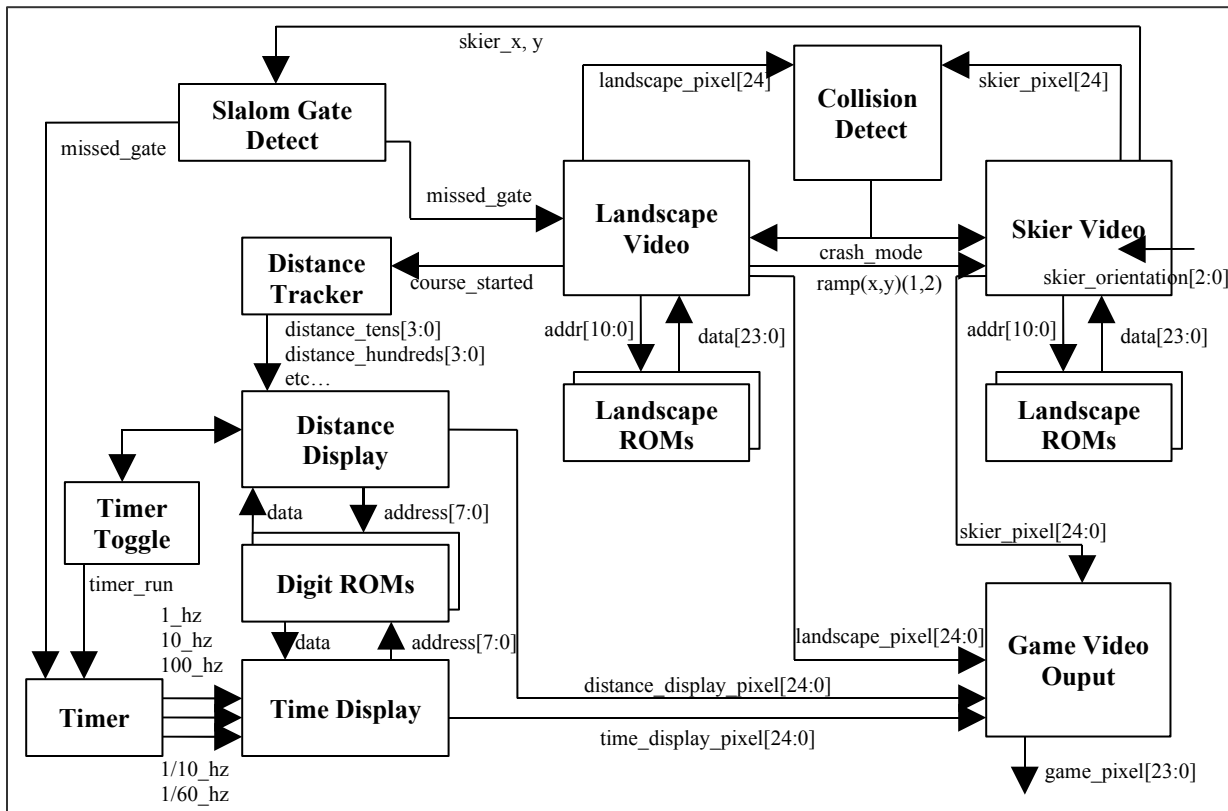 skier_x, y
landscape_pixel[24]
skier_pixel[24]
Collision
Detect
Slalom Gate
Detect
missed_gate
missed_gate
Landscape
Video
Skier Video
crash_mode
ramp(x,y)(1,2)
skier_orientation[2:0]
Distance
Tracker
course_started
distance_tens[3:0]
distance_hundreds[3:0]
etc…
addr[10:0]
data[23:0]
addr[10:0]
data[23:0]
Landscape
ROMs
Landscape
ROMs
Distance
Display
Timer
Toggle
data
address[7:0]
skier_pixel[24:0]
Digit ROMs
timer_run
1_hz
10_hz
100_hz
data
address[7:0]
landscape_pixel[24:0]
Game Video
Ouput
Timer
Time Display
distance_display_pixel[24:0]
time_display_pixel[24:0]
1/10_hz
1/60_hz
game_pixel[23:0]